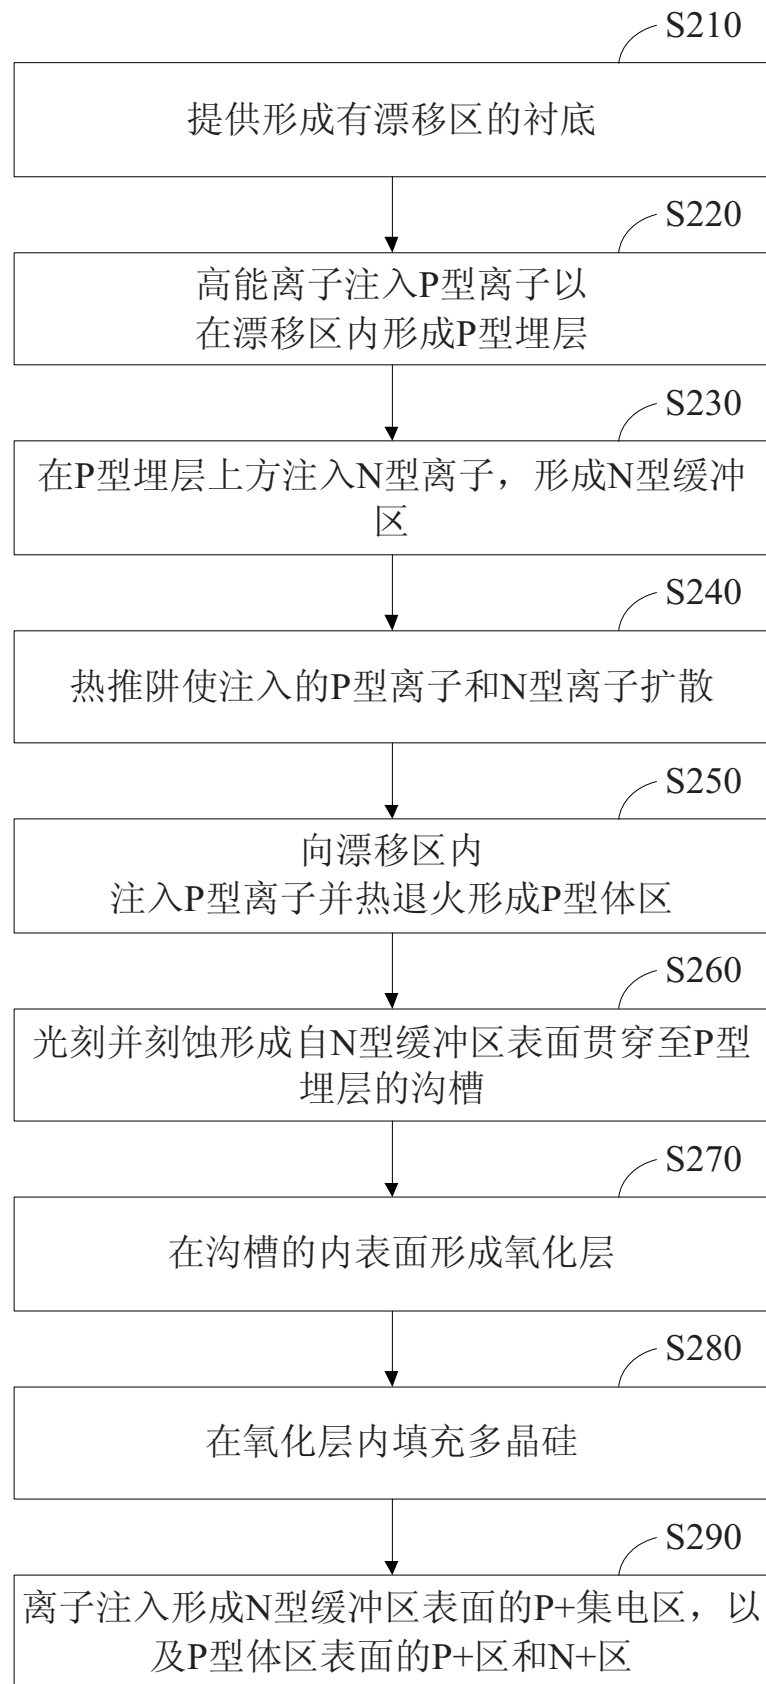 S210
提供形成有漂移区的衬底
S220
高能离子注入P型离子以
在漂移区内形成P型埋层
S230
在P型埋层上方注入N型离子，形成N型缓冲
区
S240
热推阱使注入的P型离子和N型离子扩散
S250
向漂移区内
注入P型离子并热退火形成P型体区
S260
光刻并刻蚀形成自N型缓冲区表面贯穿至P型
埋层的沟槽
S270
在沟槽的内表面形成氧化层
S280
在氧化层内填充多晶硅
S290
离子注入形成N型缓冲区表面的P+集电区，以
及P型体区表面的P+区和N+区